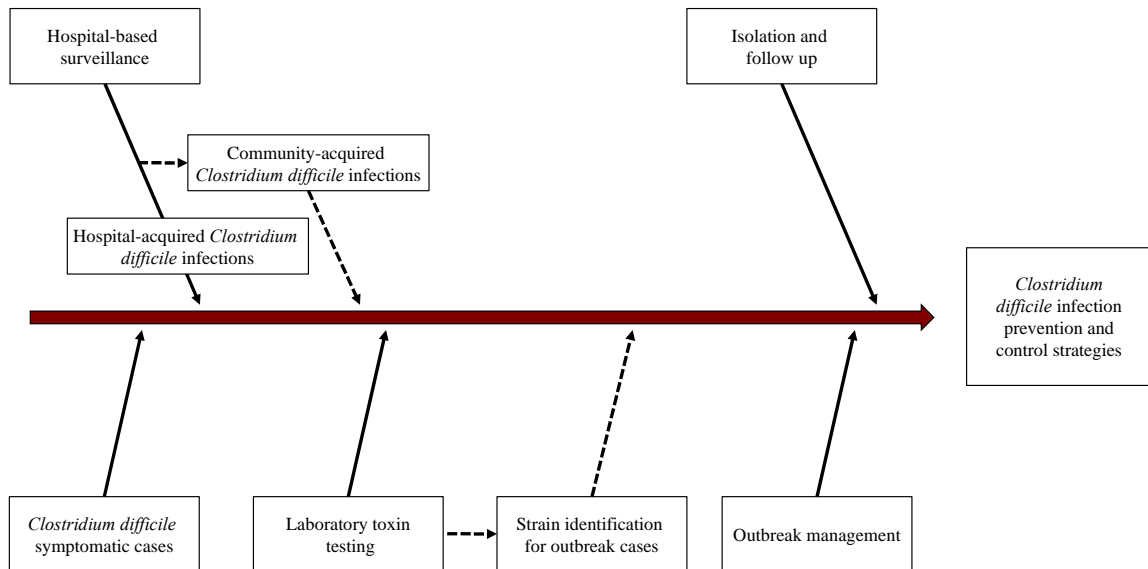 Hospital-based
surveillance
Isolation and
follow up
Community-acquired
Clostridium difficile infections
Hospital-acquired Clostridium
difficile infections
Clostridium
difficile infection
prevention and
control strategies
Clostridium difficile
symptomatic cases
Laboratory toxin
testing
Strain identification
for outbreak cases
Outbreak management